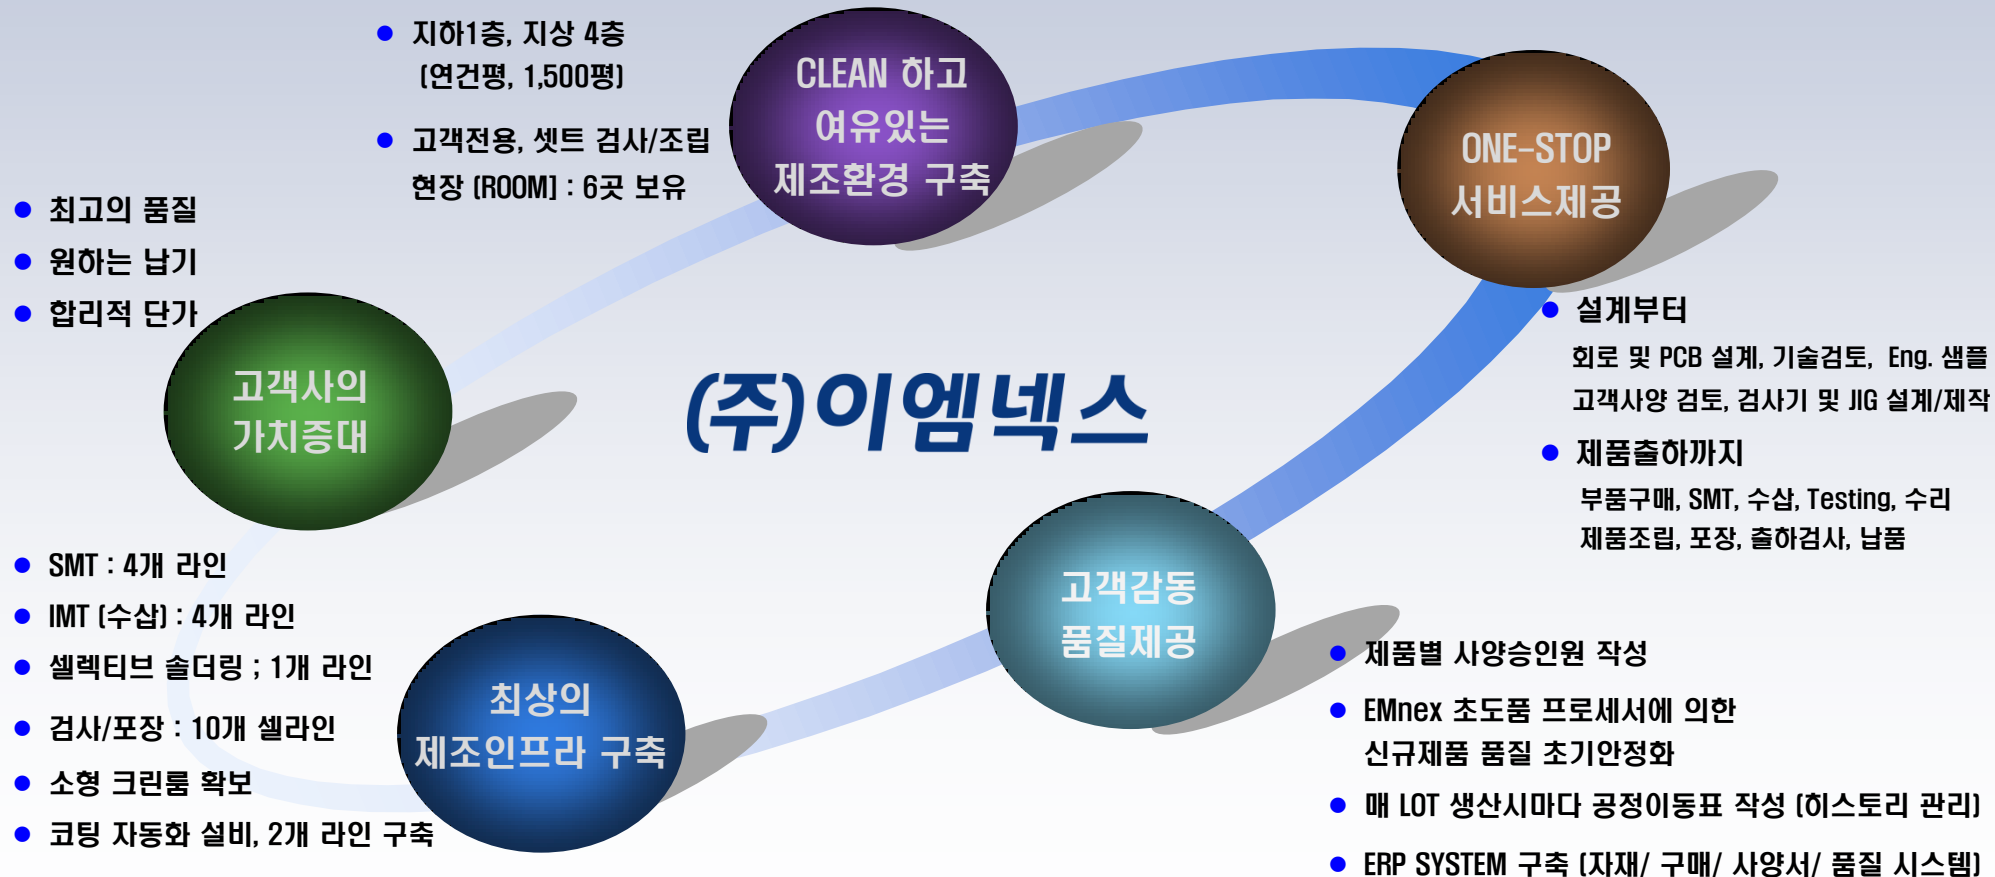 지하1층, 지상 4층
(연건평, 1,500평)
고객전용, 셋트 검사/조립
현장 (ROOM) : 6곳 보유
CLEAN 하고
여유있는
제조환경 구축
ONE-STOP
서비스제공
최고의 품질
원하는 납기
합리적 단가
고객사의
가치증대
(주)이엠넥스
설계부터
회로 및 PCB 설계, 기술검토, Eng. 샘플
고객사양 검토, 검사기 및 JIG 설계/제작
제품출하까지
부품구매, SMT, 수삽, Testing, 수리
제품조립, 포장, 출하검사, 납품
SMT : 4개 라인
IMT (수삽) : 4개 라인
셀렉티브 솔더링 ; 1개 라인
검사/포장 : 10개 셀라인
소형 크린룸 확보
코팅 자동화 설비, 2개 라인 구축
최상의
제조인프라 구축
고객감동
품질제공
제품별 사양승인원 작성
EMnex 초도품 프로세서에 의한
신규제품 품질 초기안정화
매 LOT 생산시마다 공정이동표 작성 (히스토리 관리)
ERP SYSTEM 구축 (자재/ 구매/ 사양서/ 품질 시스템)